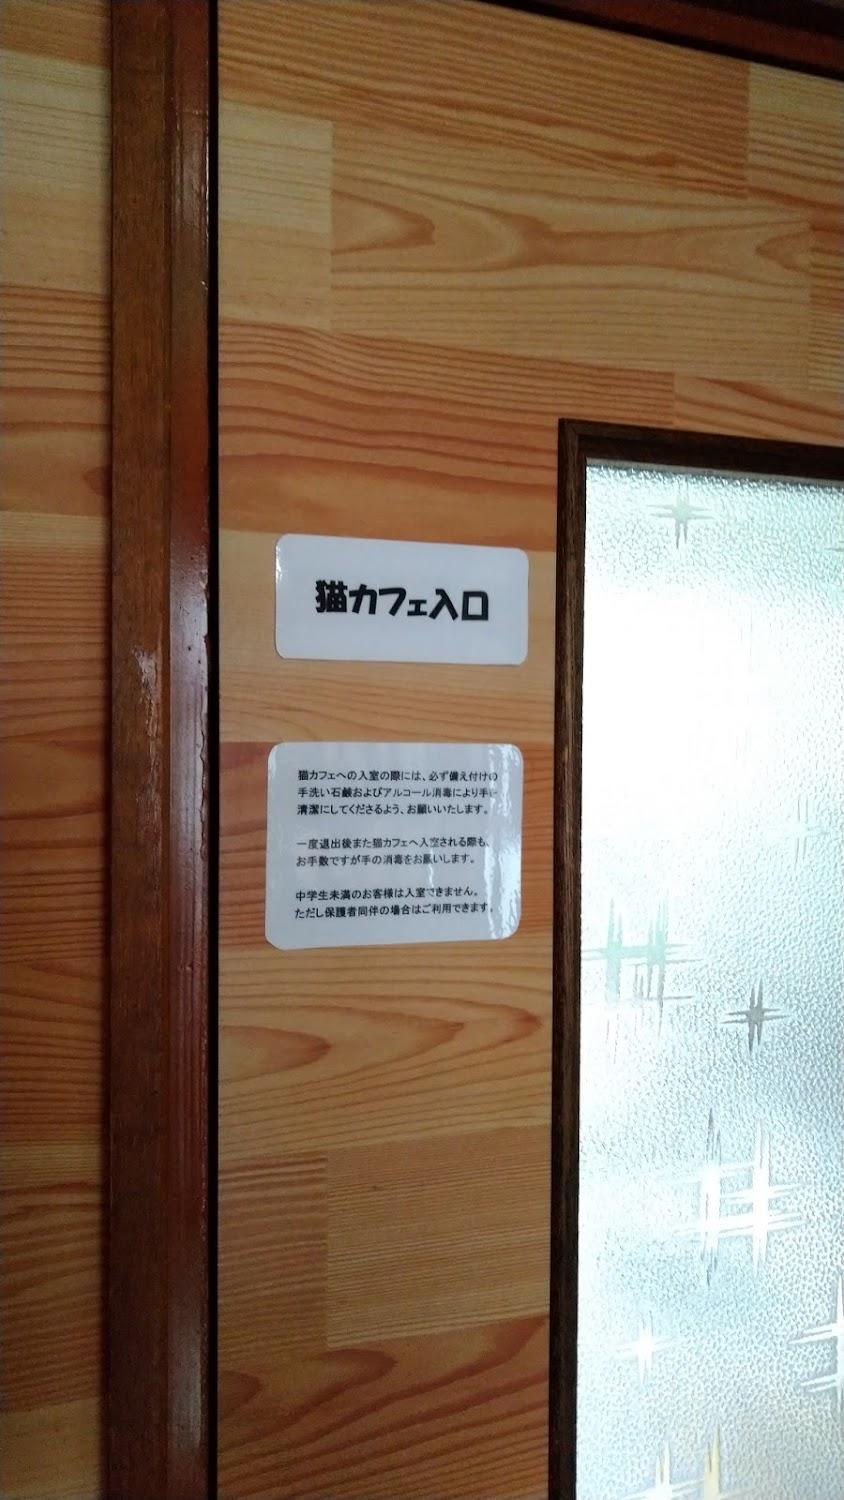 猫カフェ入口
猫カフェへの入室の際には、必ず備え付けの
手洗い石鹸およびアルコール消毒により手を
清潔にしてくださるよう、お願いいたします。
一度退出後また猫カフェへ入室される際も、
お手数ですが手の消毒をお願いします。
中学生未満のお客様は入室できません。
ただし保護者同伴の場合はご利用できます。